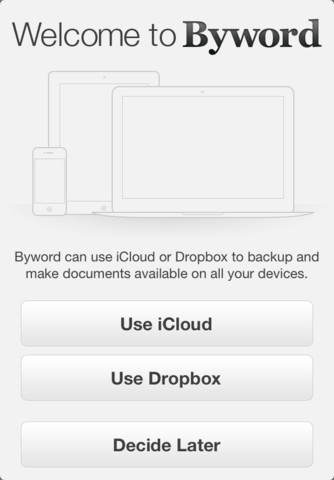 Welcome to Byword
Byword can use iCloud or Dropbox to backup and
make documents available on all your devices.
Use iCloud
Use Dropbox
Decide Later